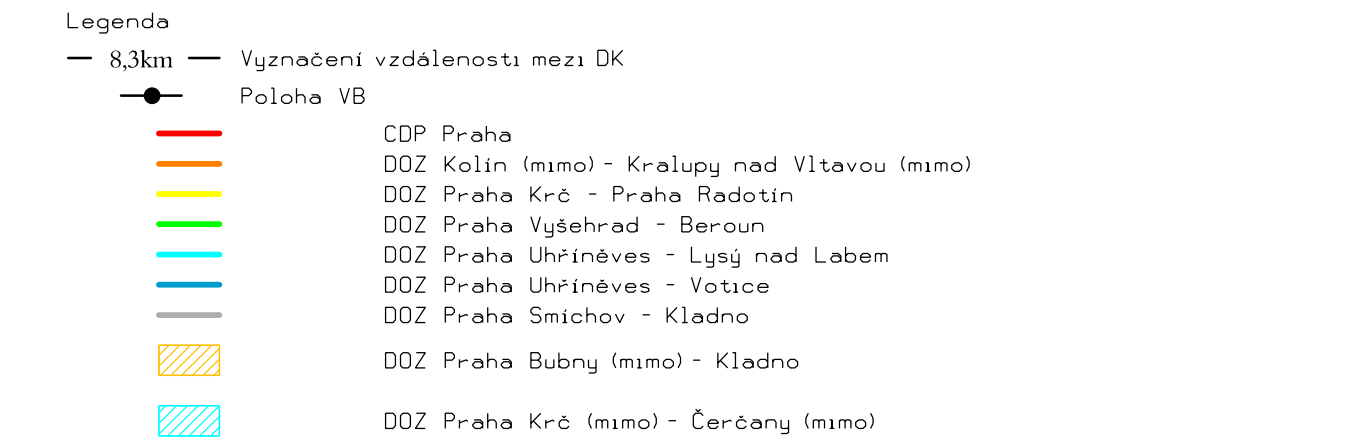 Legenda
8,3km Vyznačení vzdálenosti mezi DK
Poloha VB
CDP Praha
DOZ Kolín (mimo) - Kralupy nad Vltavou (mimo)
DOZ Praha Krč - Praha Radotín
DOZ Praha Vyšehrad - Beroun
DOZ Praha Uhříněves - Lysý nad Labem
DOZ Praha Uhříněves - Votice
DOZ Praha Smíchov - Kladno
DOZ Praha Bubny (mimo) - Kladno
DOZ Praha Krč (mimo) - Čerčany (mimo)